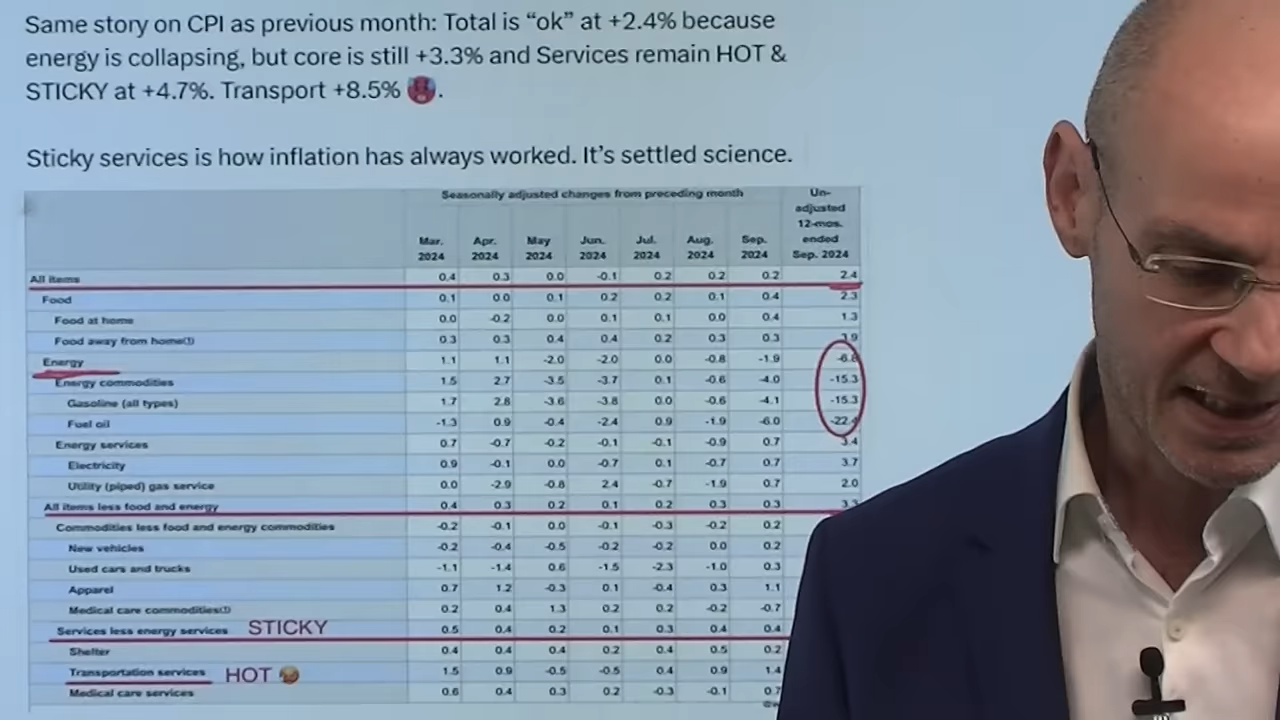 Same story on CPI as previous month: Total is “ok” at +2.4% because
energy is collapsing, but core is still +3.3% and Services remain HOT &
STICKY at +4.7%. Transport +8.5% 🥵.
Sticky services is how inflation has always worked. It’s settled science.
Seasonally adjusted changes from preceding month
Un-
adjusted
12-mos.
ended
Sep. 2024
Mar. 2024 Apr. 2024 May 2024 Jun. 2024 Jul. 2024 Aug. 2024 Sep. 2024
All items 0.4 0.3 0.0 -0.1 0.2 0.2 0.2 2.4
Food 0.1 0.0 0.1 0.2 0.2 0.1 0.4 2.3
Food at home 0.0 -0.2 0.0 0.1 0.1 0.0 0.4 1.3
Food away from home(1) 0.3 0.3 0.4 0.4 0.2 0.3 0.3 3.9
Energy 1.1 1.1 -2.0 -2.0 0.0 -0.8 -1.9 -6.8
Energy commodities 1.5 2.7 -3.5 -3.7 0.1 -0.6 -4.0 -15.3
Gasoline (all types) 1.7 2.8 -3.6 -3.8 0.0 -0.6 -4.1 -15.3
Fuel oil -1.3 0.9 -0.4 -2.4 0.9 -1.9 -6.0 -22.4
Energy services 0.7 -0.7 -0.2 -0.1 -0.1 -0.9 0.7 3.4
Electricity 0.9 -0.1 0.0 -0.7 0.1 -0.7 0.7 3.7
Utility (piped) gas service 0.0 -2.9 -0.8 2.4 -0.7 -1.9 0.7 2.0
All items less food and energy 0.4 0.3 0.2 0.1 0.2 0.3 0.3 3.3
Commodities less food and energy commodities -0.2 -0.1 0.0 -0.1 -0.3 -0.2 0.2
New vehicles -0.2 -0.4 -0.5 -0.2 -0.2 0.0 0.2
Used cars and trucks -1.1 -1.4 0.6 -1.5 -2.3 -1.0 0.3
Apparel 0.7 1.2 -0.3 0.1 -0.4 0.3 1.1
Medical care commodities(1) 0.2 0.4 1.3 0.2 0.2 -0.2 -0.7
Services less energy services STICKY 0.5 0.4 0.2 0.1 0.3 0.4 0.4
Shelter 0.4 0.4 0.4 0.2 0.4 0.5 0.2
Transportation services HOT 🥵 1.5 0.9 -0.5 -0.5 0.4 0.9 1.4
Medical care services 0.6 0.4 0.3 0.2 -0.3 -0.1 0.7